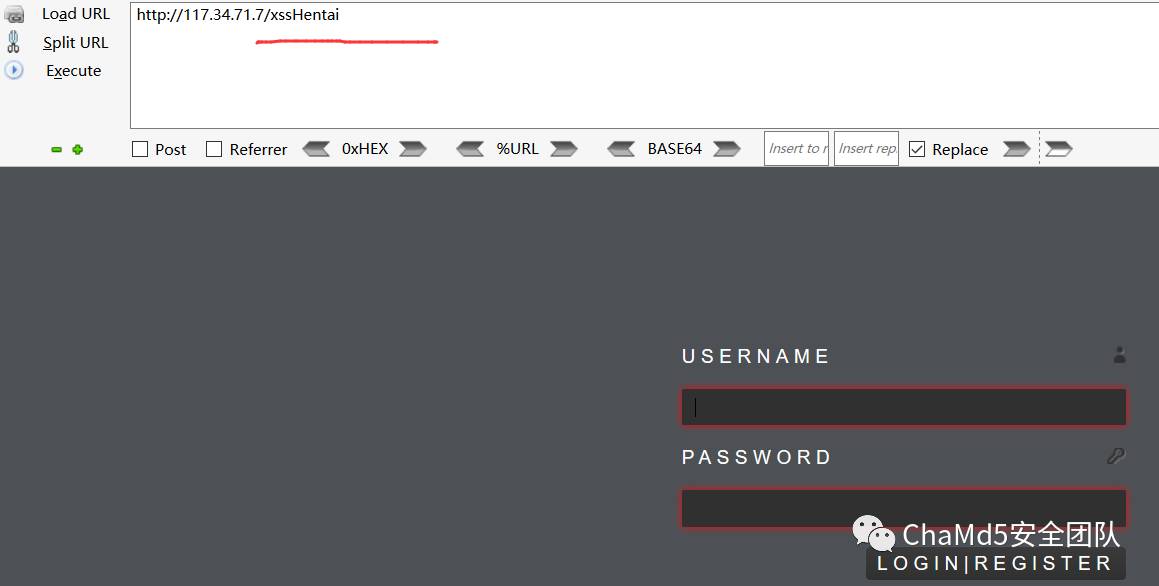 Load URL
http://117.34.71.7/xssHentai
Split URL
Execute
Post Referrer 0xHEX %URL BASE64 Insert to r Insert rep. Replace
USERNAME
PASSWORD
ChaMd5安全团队
LOGIN|REGISTER